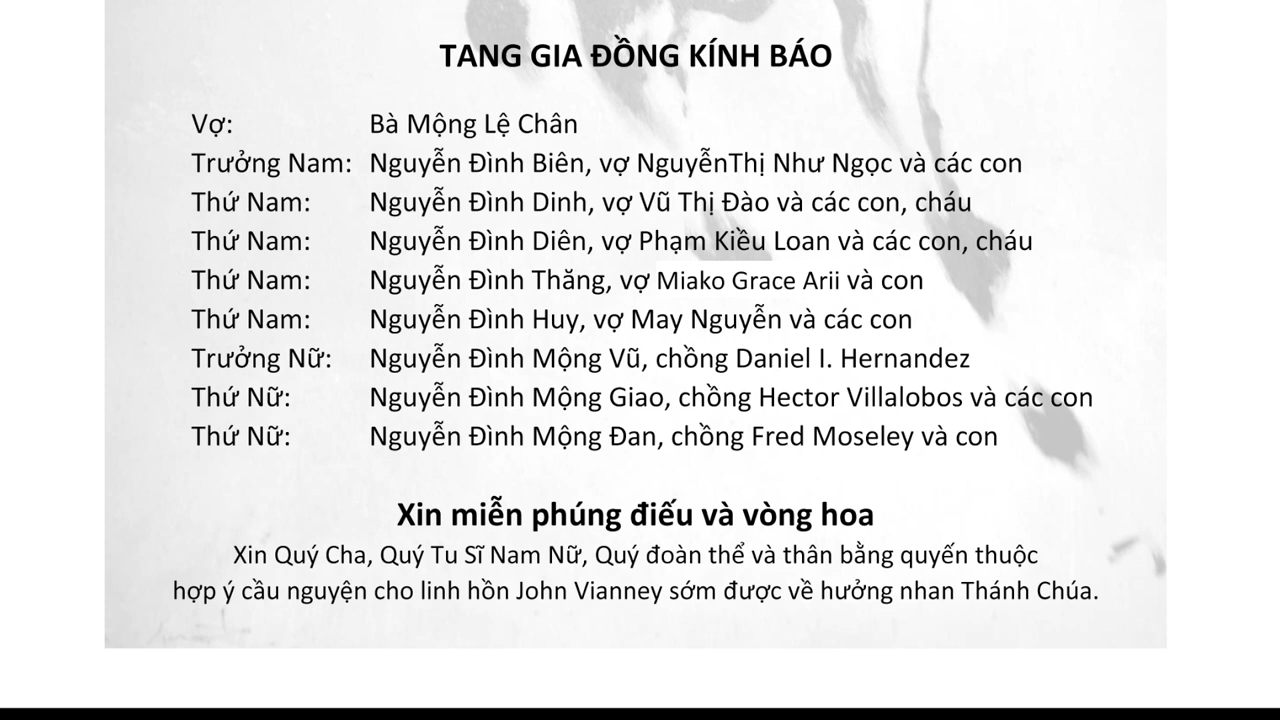 TANG GIA ĐỒNG KÍNH BÁO
Vợ: Bà Mộng Lệ Chân
Trưởng Nam: Nguyễn Đình Biên, vợ NguyễnThị Như Ngọc và các con
Thứ Nam: Nguyễn Đình Dinh, vợ Vũ Thị Đào và các con, cháu
Thứ Nam: Nguyễn Đình Diên, vợ Phạm Kiều Loan và các con, cháu
Thứ Nam: Nguyễn Đình Thăng, vợ Miako Grace Arii và con
Thứ Nam: Nguyễn Đình Huy, vợ May Nguyễn và các con
Trưởng Nữ: Nguyễn Đình Mộng Vũ, chồng Daniel I. Hernandez
Thứ Nữ: Nguyễn Đình Mộng Giao, chồng Hector Villalobos và các con
Thứ Nữ: Nguyễn Đình Mộng Đan, chồng Fred Moseley và con
Xin miễn phúng điếu và vòng hoa
Xin Quý Cha, Quý Tu Sĩ Nam Nữ, Quý đoàn thể và thân bằng quyến thuộc
hợp ý cầu nguyện cho linh hồn John Vianney sớm được về hưởng nhan Thánh Chúa.